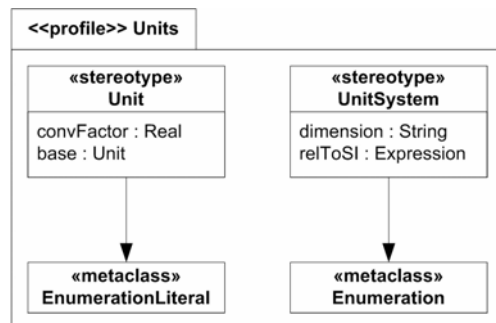 <<profile>> Units
«stereotype»
Unit
convFactor : Real
base : Unit
«stereotype»
UnitSystem
dimension : String
relToSI : Expression
«metaclass»
EnumerationLiteral
«metaclass»
Enumeration